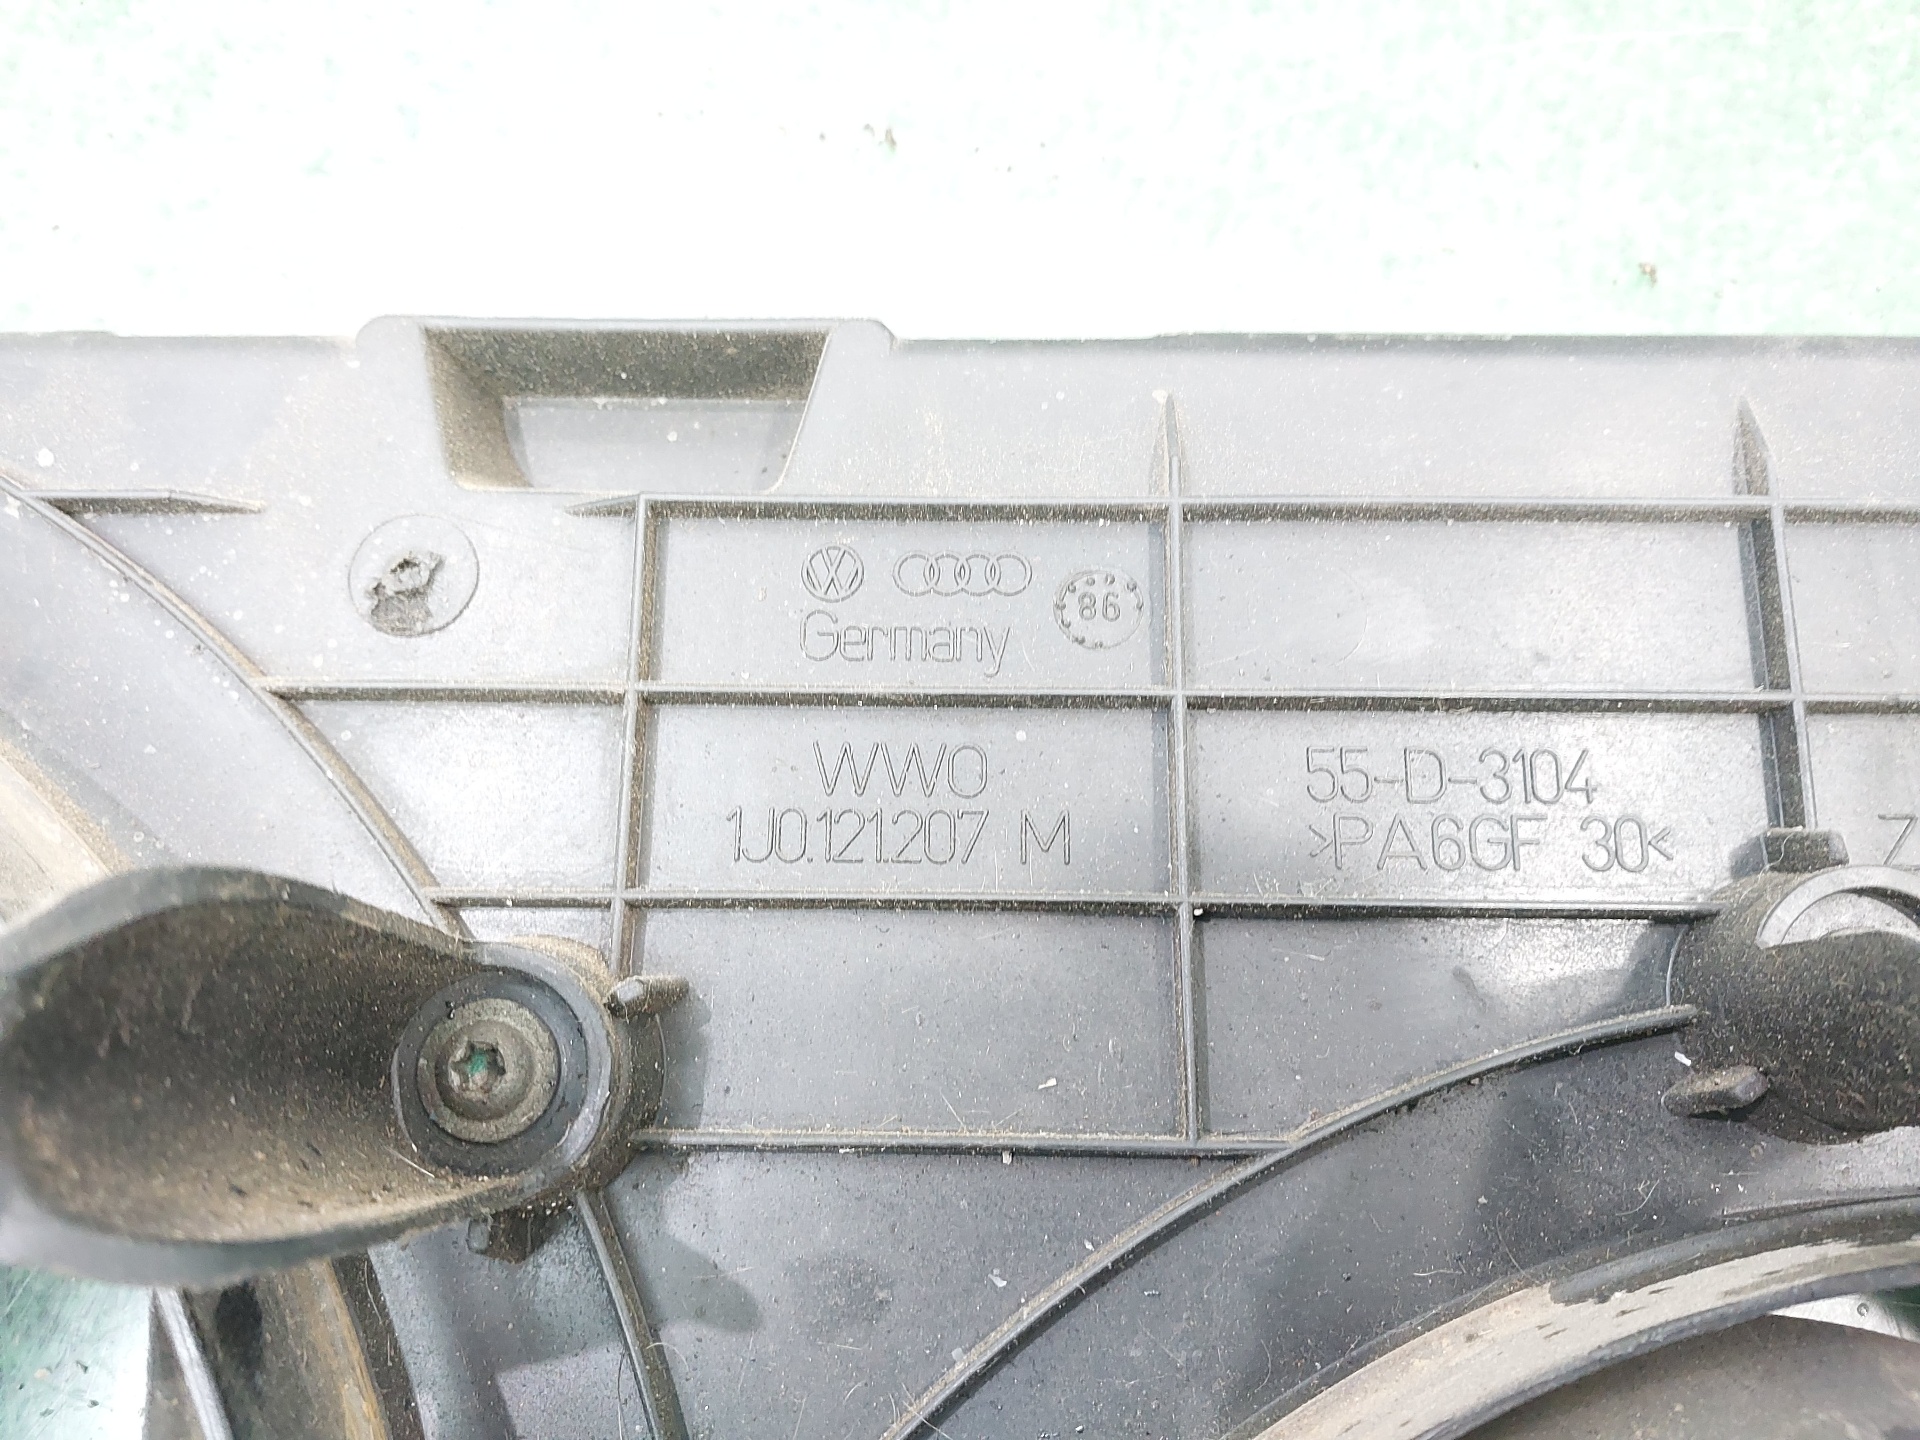 Germany
86
WWO
1J0.121.207 M
55-D-3104
>PA6GF 30<